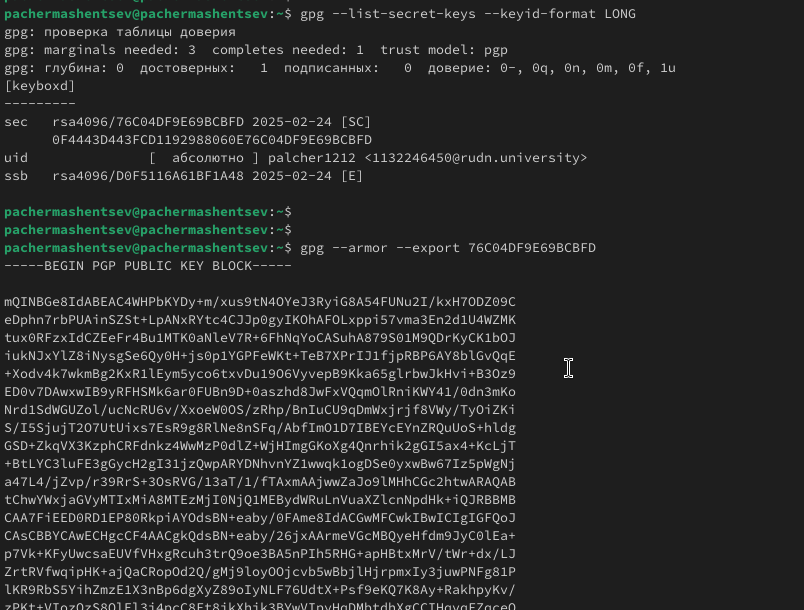 pachermashentsev@pachermashentsev:~$ gpg --list-secret-keys --keyid-format LONG
gpg: проверка таблицы доверия
gpg: marginals needed: 3  completes needed: 1  trust model: pgp
gpg: глубина: 0  достоверных:   1  подписанных:   0  доверие: 0-, 0q, 0n, 0m, 0f, 1u
[keyboxd]
---------
sec   rsa4096/76C04DF9E69BCBFD 2025-02-24 [SC]
      0F4443D443FCD1192988060E76C04DF9E69BCBFD
uid               [  абсолютно ] palcher1212 <1132246450@rudn.university>
ssb   rsa4096/D0F5116A61BF1A48 2025-02-24 [E]
pachermashentsev@pachermashentsev:~$
pachermashentsev@pachermashentsev:~$
pachermashentsev@pachermashentsev:~$ gpg --armor --export 76C04DF9E69BCBFD
-----BEGIN PGP PUBLIC KEY BLOCK-----
mQINBGe8IdABEAC4WHPbKYDy+m/xus9tN4OYeJ3RyiG8A54FUNu2I/kxH7ODZ09C
eDphn7rbPUAinSZSt+LpANxRYtc4CJJp0gyIKOhAFOLxppi57vma3En2d1U4WZMK
tux0RFzxIdCZEeFr4Bu1MTK0aNleV7R+6FhNqYoCASuhA879S01M9QDrKyCK1bOJ
iukNJxYlZ8iNysgSe6Qy0H+js0p1YGPFeWKt+TeB7XPrIJ1fjpRBP6AY8blGvQqE
+Xodv4k7wkmBg2KxR1lEym5yco6txvDu19O6VyvepB9Kka65glrbwJkHvi+B3Oz9
ED0v7DAwxwIB9yRFHSMk6ar0FUBn9D+0aszhd8JwFxVQqmOlRniKWY41/0dn3mKo
Nrd1SdWGUZol/ucNcRU6v/XxoeW0OS/zRhp/BnIuCU9qDmWxjrjf8VWy/TyOiZKi
S/I5SjujT2O7UtUixs7EsR9g8RlNe8nSFq/AbfImO1D7IBEYcEYnZRQuUoS+hldg
GSD+ZkqVX3KzphCRFdnkz4WwMzP0dlZ+WjHImgGKoXg4Qnrhik2gGI5ax4+KcLjT
+BtLYC3luFE3gGycH2gI31jzQwpARYDNhvnYZ1wwqk1ogDSe0yxwBw67Iz5pWgNj
a47L4/jZvp/r39RrS+3OsRVG/13aT/1/fTAxmAAjwwZaJo9lMHhCGc2htwARAQAB
tChwYWxjaGVyMTIxMiA8MTEzMjI0NjQ1MEBydWRuLnVuaXZlcnNpdHk+iQJRBBMB
CAA7FiEED0RD1EP80RkpiAYOdsBN+eaby/0FAme8IdACGwMFCwkIBwICIgIGFQoJ
CAsCBBYCAwECHgcCF4AACgkQdsBN+eaby/26jxAArmeVGcMBQyeHfdm9JyC0lEa+
p7Vk+KFyUwcsaEUVfVHxgRcuh3trQ9oe3BA5nPIh5RHG+apHBtxMrV/tWr+dx/LJ
ZrtRVfwqipHK+ajQaCRopOd2Q/gMj9loyOOjcvb5wBbjlHjrpmxIy3juwPNFg81P
lKR9RbS5YihZmzE1X3nBp6dgXyZ89oIyNLF76UdtX+Psf9eKQ7K8Ay+RakhpyKv/